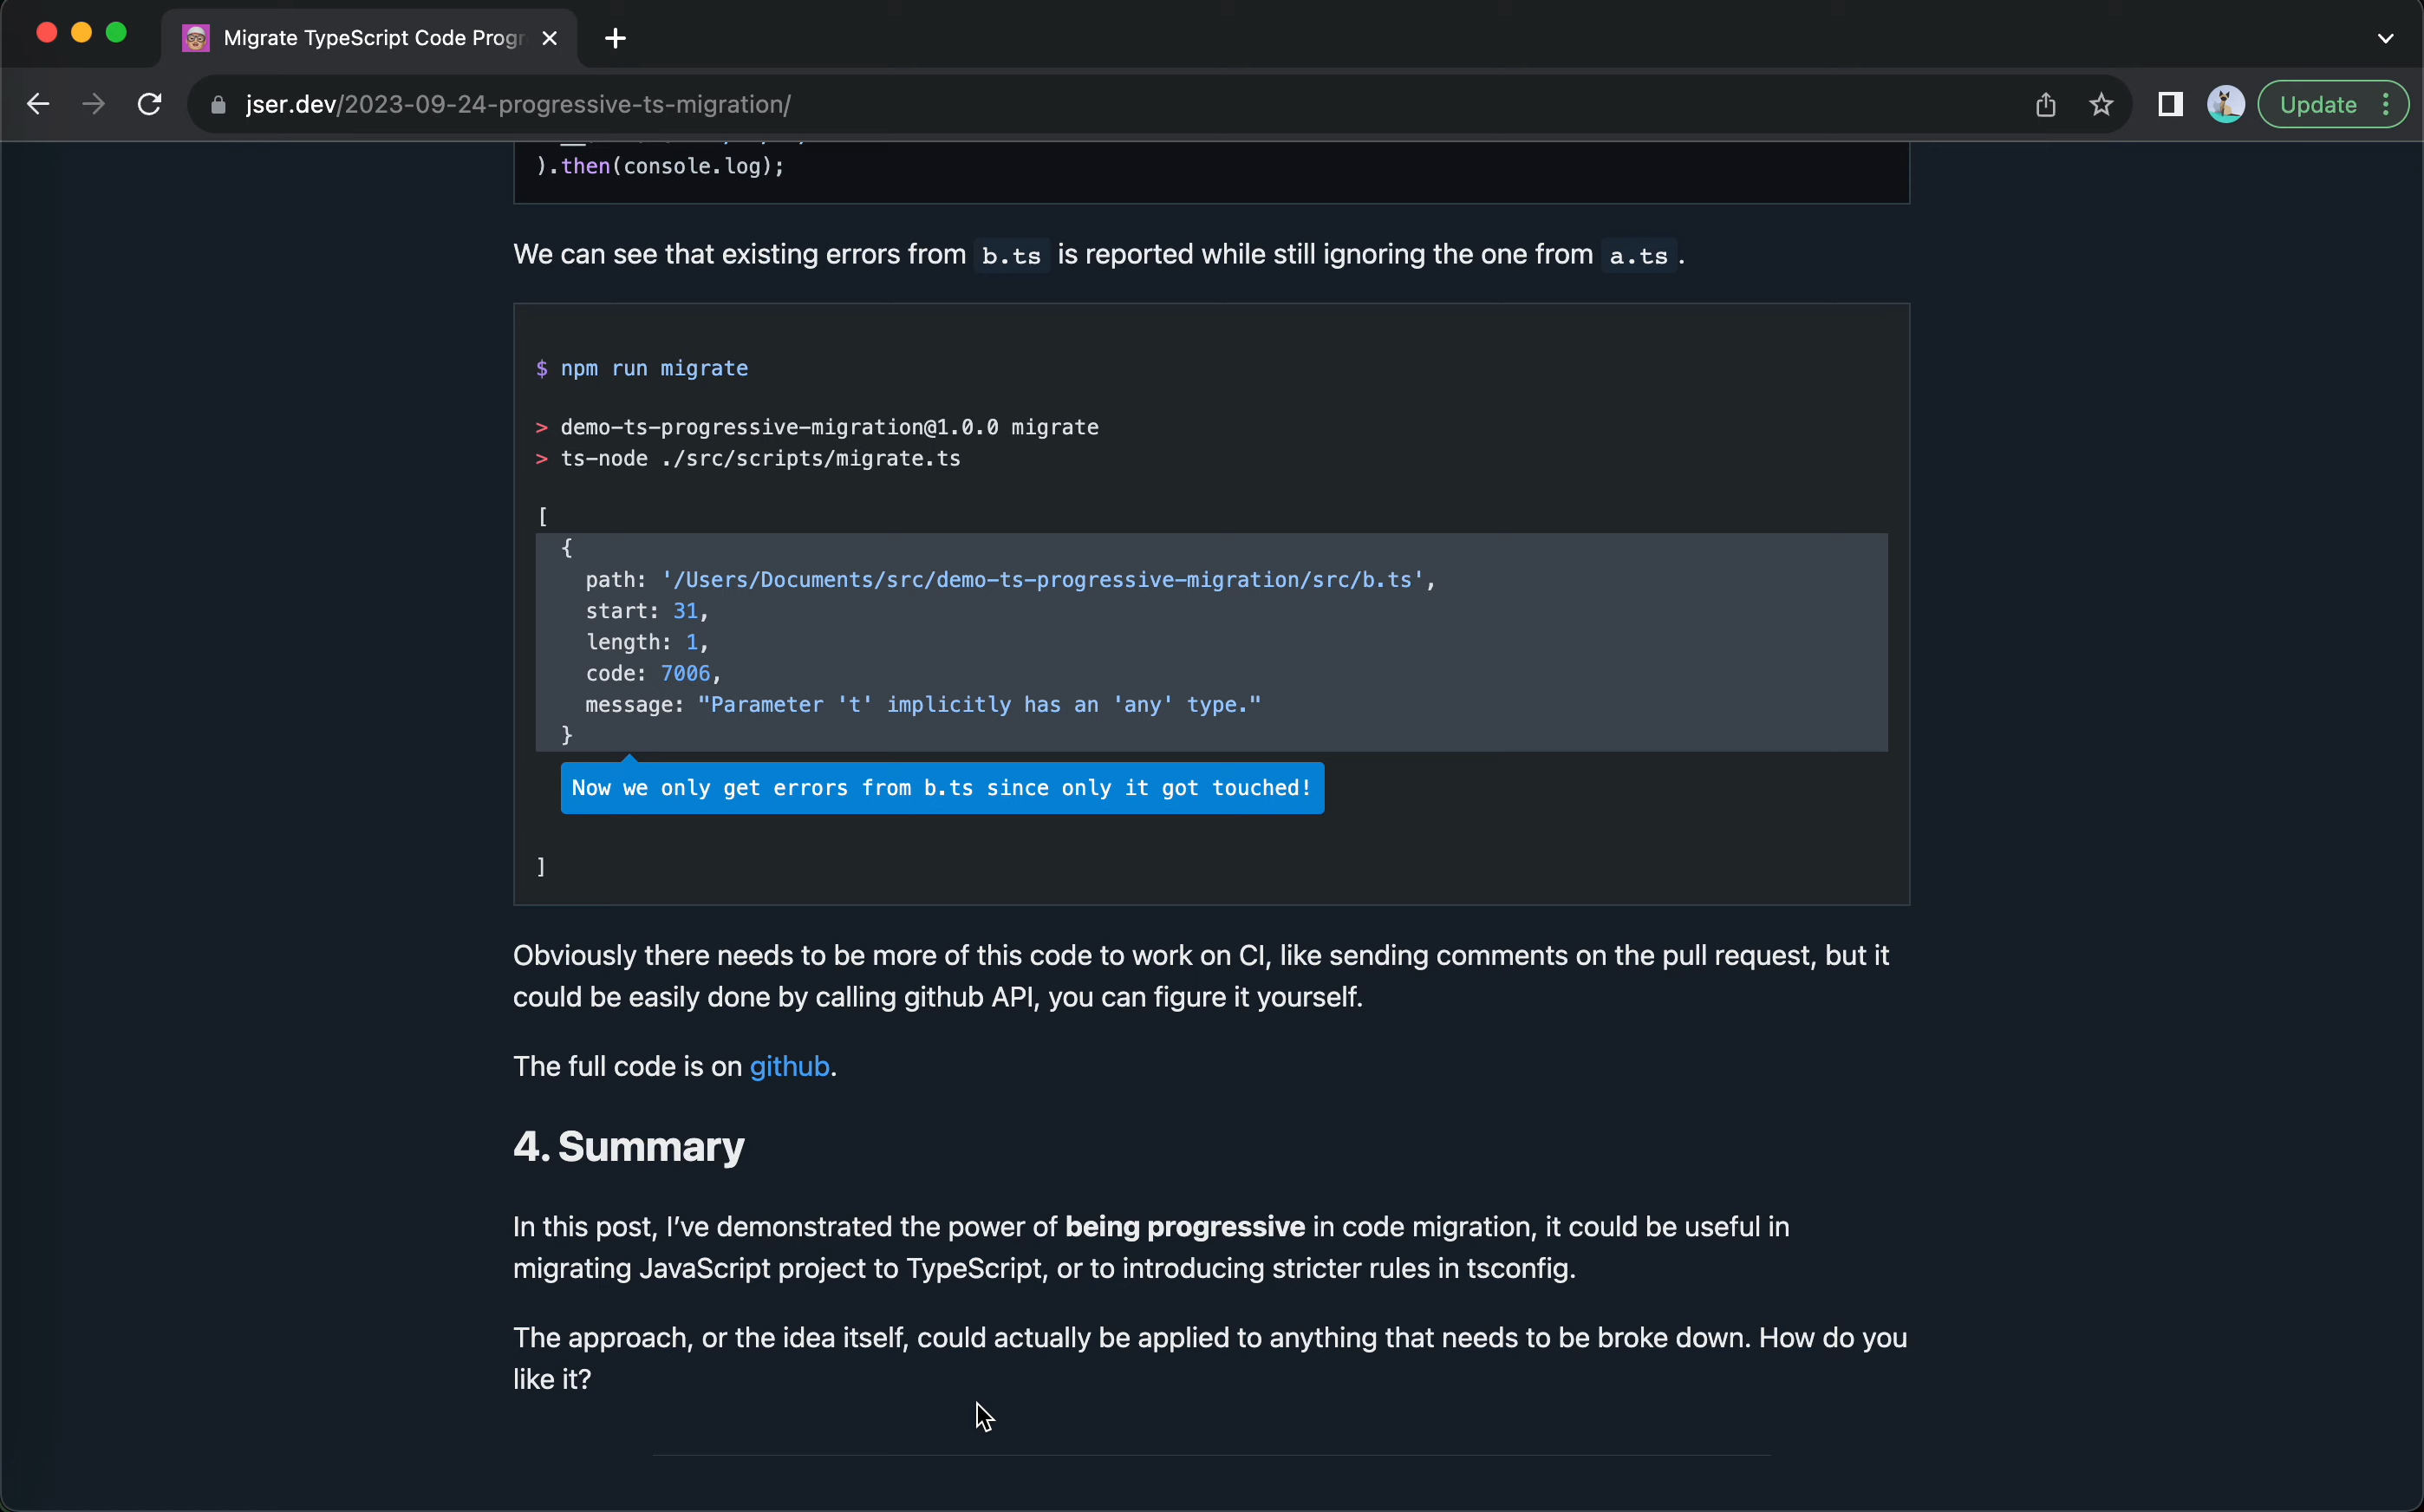 Migrate TypeScript Code Progr
jser.dev/2023-09-24-progressive-ts-migration/
Update
).then(console.log);
We can see that existing errors from b.ts is reported while still ignoring the one from a.ts .
$ npm run migrate
> demo-ts-progressive-migration@1.0.0 migrate
> ts-node ./src/scripts/migrate.ts
[
{
path: '/Users/Documents/src/demo-ts-progressive-migration/src/b.ts',
start: 31,
length: 1,
code: 7006,
message: "Parameter 't' implicitly has an 'any' type."
}
Now we only get errors from b.ts since only it got touched!
]
Obviously there needs to be more of this code to work on CI, like sending comments on the pull request, but it
could be easily done by calling github API, you can figure it yourself.
The full code is on github.
4. Summary
In this post, I’ve demonstrated the power of being progressive in code migration, it could be useful in
migrating JavaScript project to TypeScript, or to introducing stricter rules in tsconfig.
The approach, or the idea itself, could actually be applied to anything that needs to be broke down. How do you
like it?